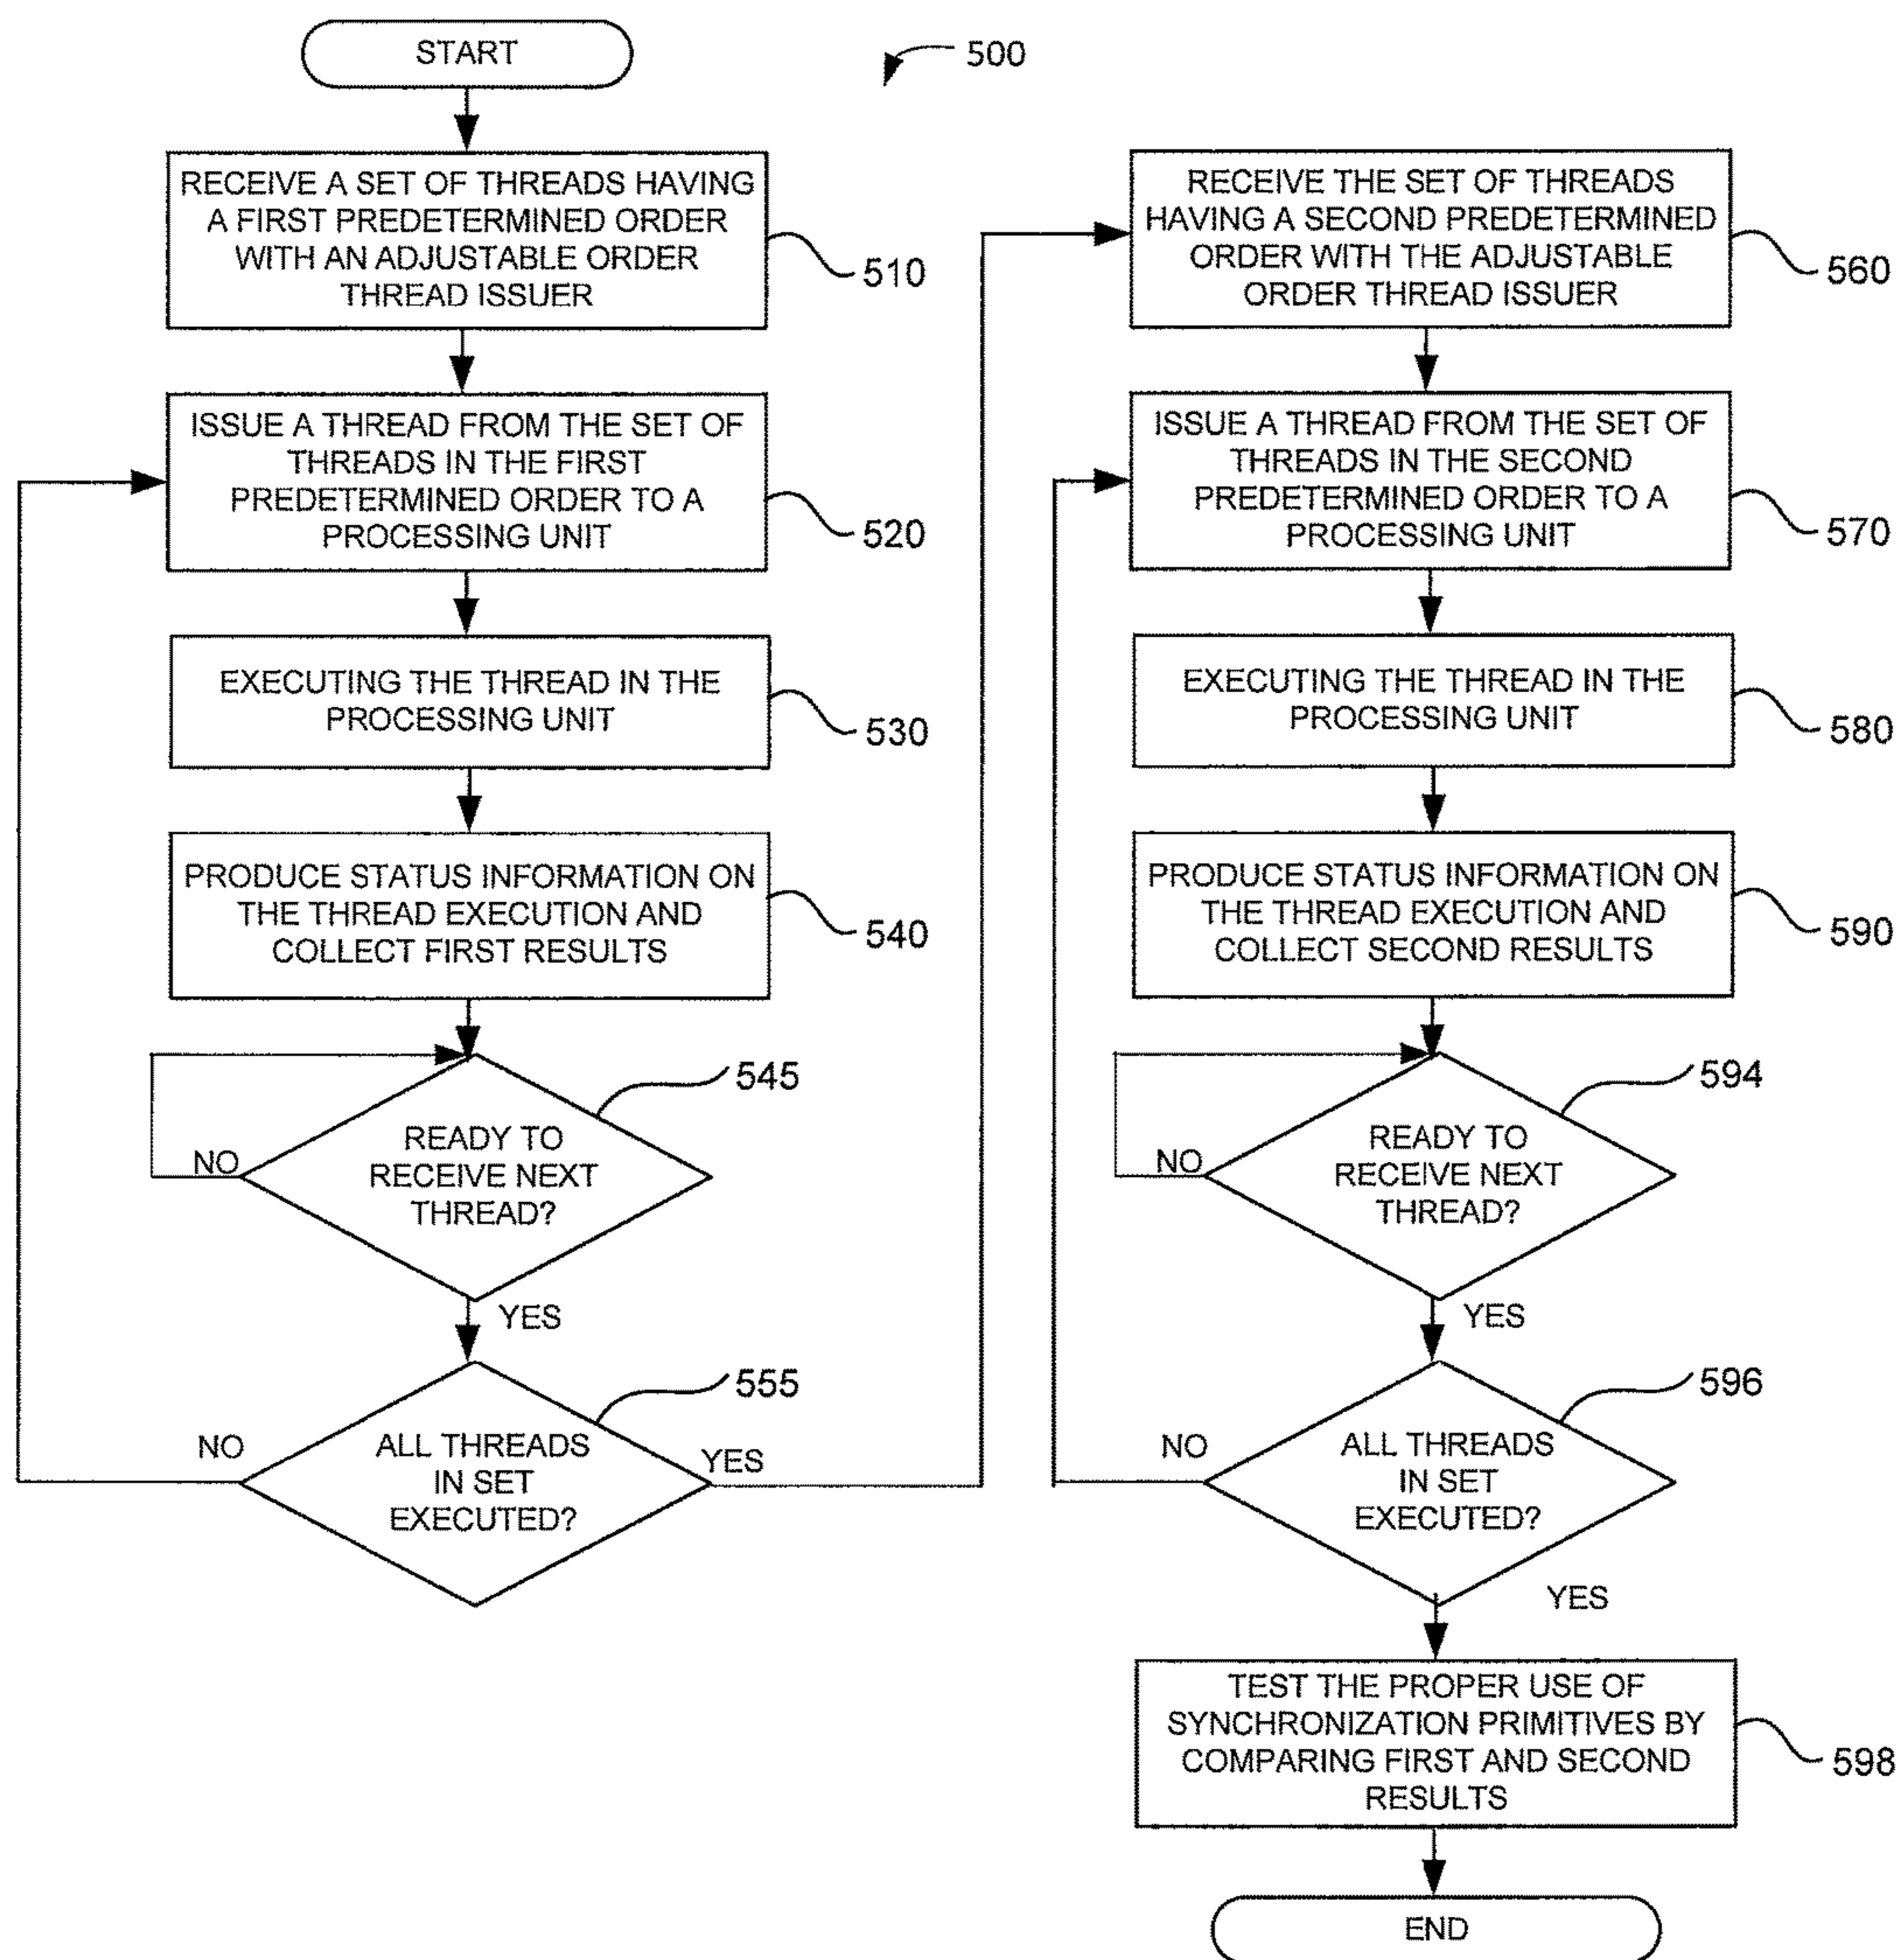 START
500
RECEIVE A SET OF THREADS HAVING
A FIRST PREDETERMINED ORDER
WITH AN ADJUSTABLE ORDER
THREAD ISSUER
510
ISSUE A THREAD FROM THE SET OF
THREADS IN THE FIRST
PREDETERMINED ORDER TO A
PROCESSING UNIT
520
EXECUTING THE THREAD IN THE
PROCESSING UNIT
530
PRODUCE STATUS INFORMATION ON
THE THREAD EXECUTION AND
COLLECT FIRST RESULTS
540
545
READY TO
RECEIVE NEXT
THREAD?
NO
YES
555
ALL THREADS
IN SET
EXECUTED?
NO
YES
RECEIVE THE SET OF THREADS
HAVING A SECOND PREDETERMINED
ORDER WITH THE ADJUSTABLE
ORDER THREAD ISSUER
560
ISSUE A THREAD FROM THE SET OF
THREADS IN THE SECOND
PREDETERMINED ORDER TO A
PROCESSING UNIT
570
EXECUTING THE THREAD IN THE
PROCESSING UNIT
580
PRODUCE STATUS INFORMATION ON
THE THREAD EXECUTION AND
COLLECT SECOND RESULTS
590
594
READY TO
RECEIVE NEXT
THREAD?
NO
YES
596
ALL THREADS
IN SET
EXECUTED?
NO
YES
TEST THE PROPER USE OF
SYNCHRONIZATION PRIMITIVES BY
COMPARING FIRST AND SECOND
RESULTS
598
END